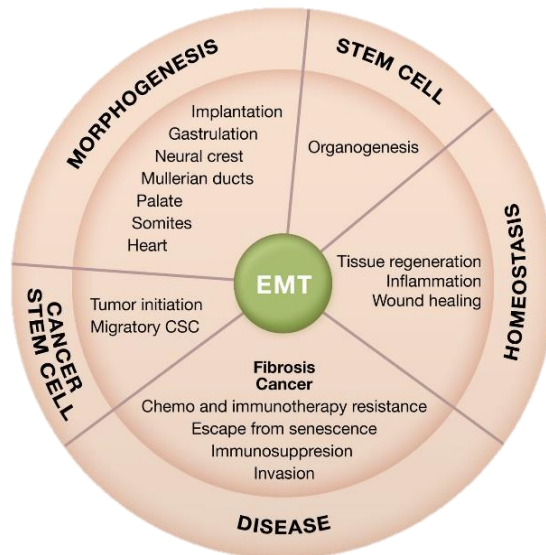 MORPHOGENESIS
Implantation
Gastrulation
Neural crest
Mullerian ducts
Palate
Somites
Heart
STEM CELL
Organogenesis
HOMEOSTASIS
Tissue regeneration
Inflammation
Wound healing
EMT
CANCER
STEM CELL
Tumor initiation
Migratory CSC
Fibrosis
Cancer
Chemo and immunotherapy resistance
Escape from senescence
Immunosuppresion
Invasion
DISEASE